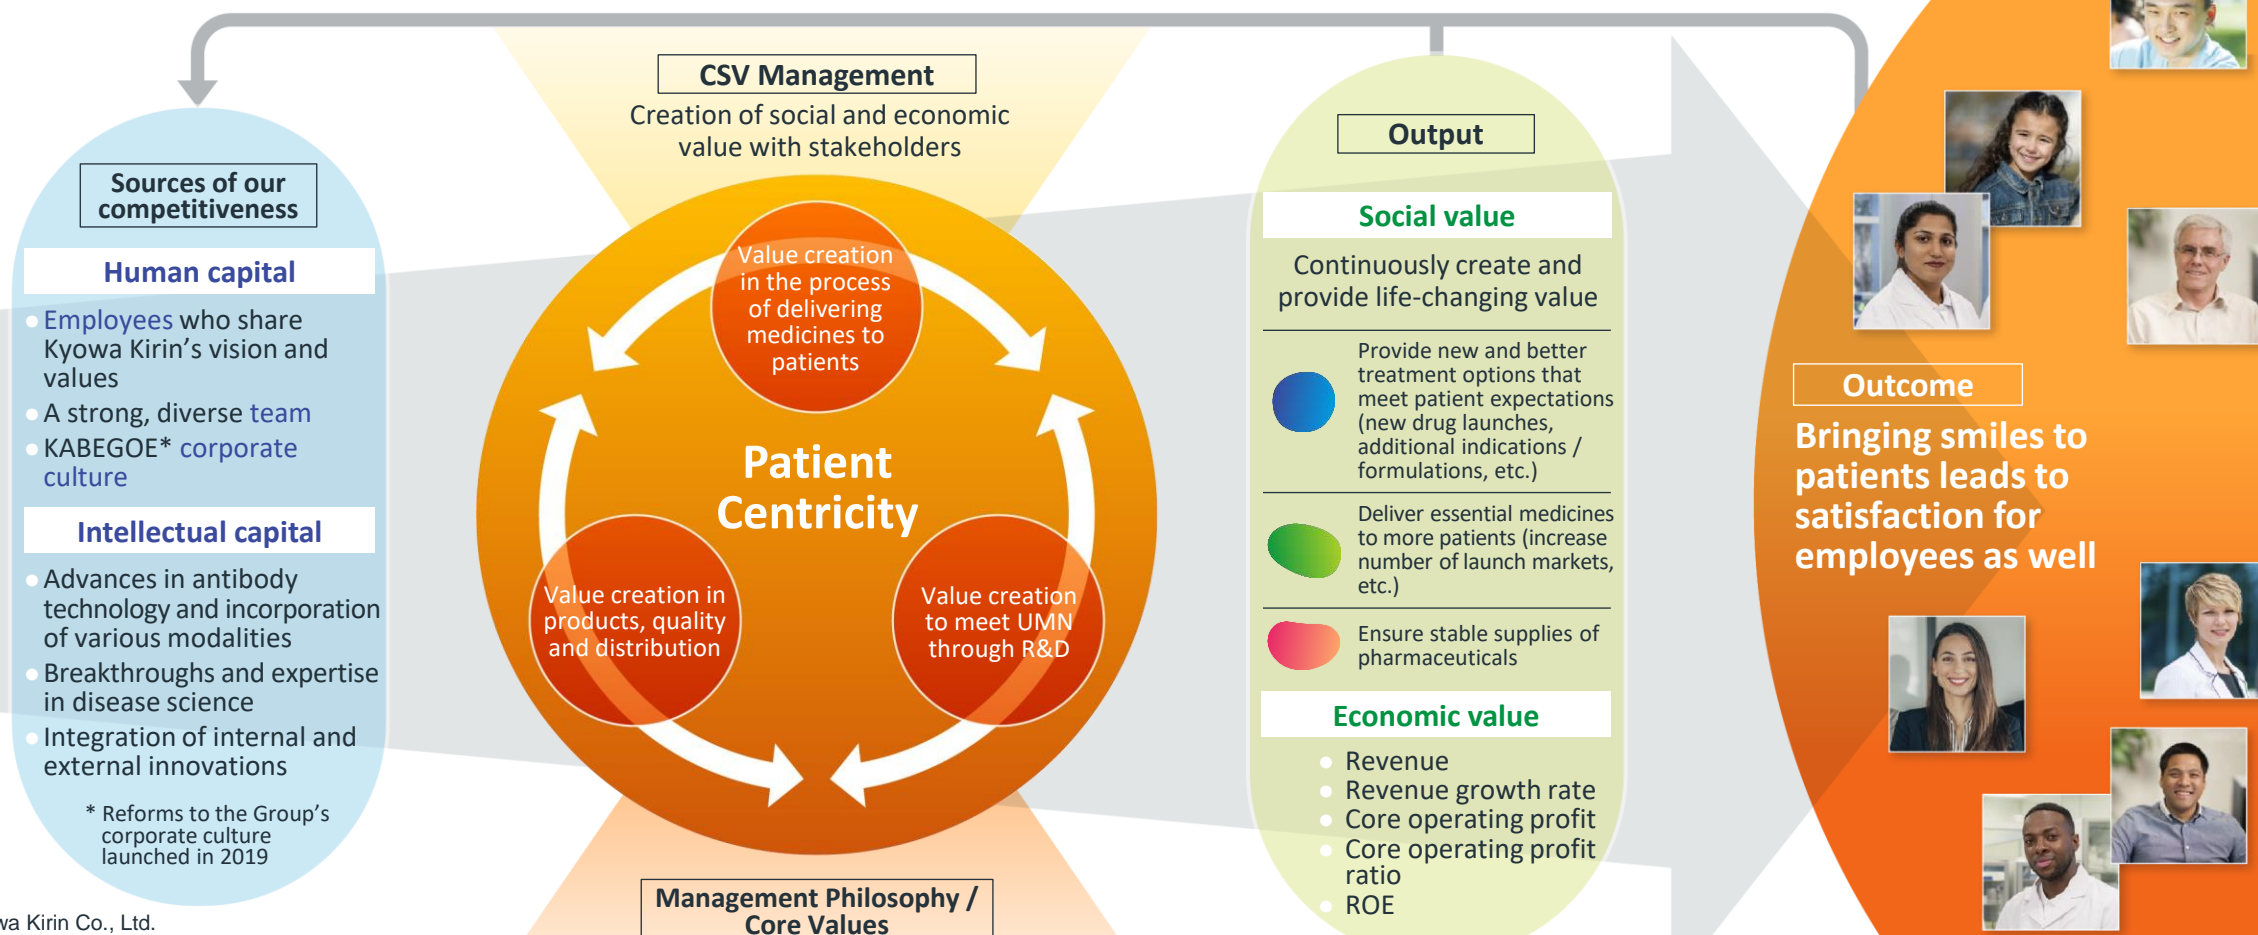 CSV Management
Creation of social and economic
value with stakeholders
Sources of our
competitiveness
Human capital
Employees who share
Kyowa Kirin's vision and
values
A strong, diverse team
KABEGOE* corporate
culture
Intellectual capital
Advances in antibody
technology and incorporation
of various modalities
Breakthroughs and expertise
in disease science
Integration of internal and
external innovations
* Reforms to the Group's
corporate culture
launched in 2019
Value creation
in the process
of delivering
medicines to
patients
Patient
Centricity
Value creation in
products, quality
and distribution
Value creation
to meet UMN
through R&D
Management Philosophy /
Core Values
Output
Social value
Continuously create and
provide life-changing value
Provide new and better
treatment options that
meet patient expectations
(new drug launches,
additional indications /
formulations, etc.)
Deliver essential medicines
to more patients (increase
number of launch markets,
etc.)
Ensure stable supplies of
pharmaceuticals
Economic value
Revenue
Revenue growth rate
Core operating profit
Core operating profit
ratio
ROE
Outcome
Bringing smiles to
patients leads to
satisfaction for
employees as well
wa Kirin Co., Ltd.